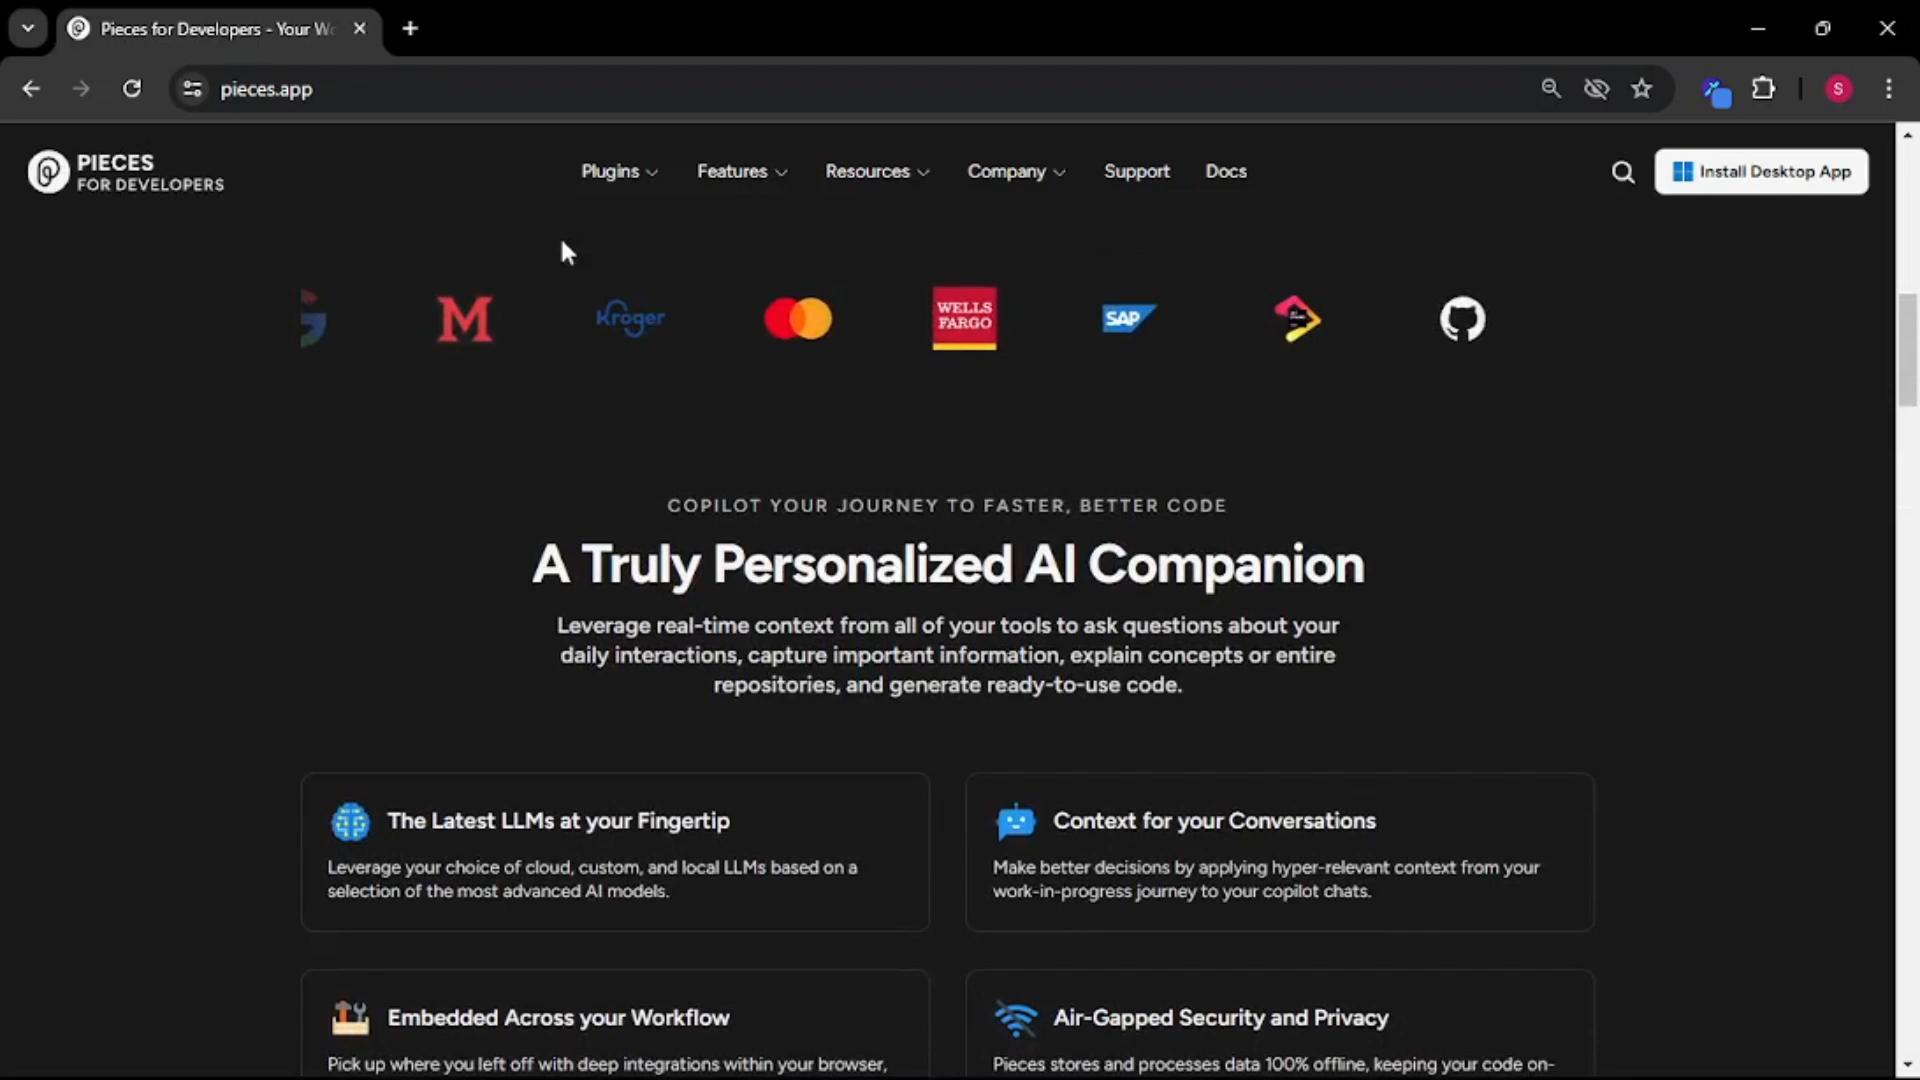 Pieces for Developers - Your Wo
pieces.app
S
PIECES
FOR DEVELOPERS
Plugins
Features
Resources
Company
Support
Docs
Install Desktop App
G
M
Kroger
WELLS
FARGO
SAP
COPILOT YOUR JOURNEY TO FASTER, BETTER CODE
A Truly Personalized AI Companion
Leverage real-time context from all of your tools to ask questions about your
daily interactions, capture important information, explain concepts or entire
repositories, and generate ready-to-use code.
The Latest LLMs at your Fingertip
Leverage your choice of cloud, custom, and local LLMs based on a
selection of the most advanced AI models.
Context for your Conversations
Make better decisions by applying hyper-relevant context from your
work-in-progress journey to your copilot chats.
Embedded Across your Workflow
Pick up where you left off with deep integrations within your browser,
Air-Gapped Security and Privacy
Pieces stores and processes data 100% offline, keeping your code on-